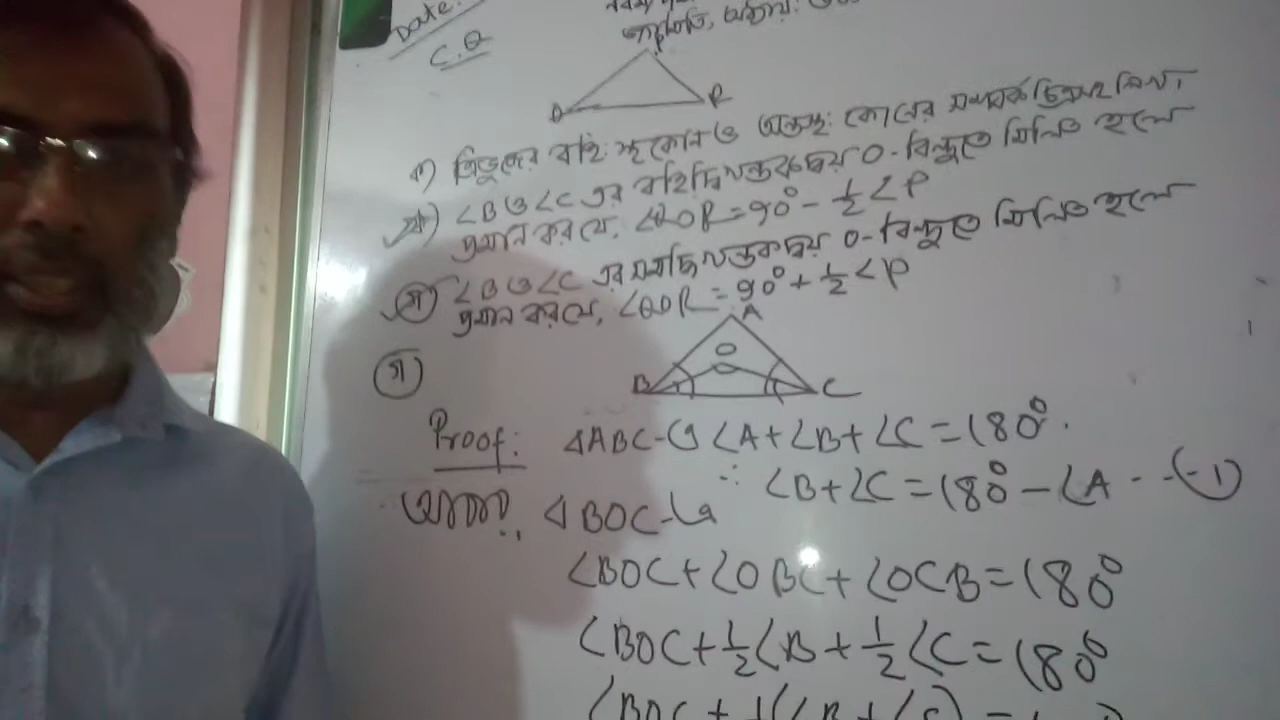 Date:
C.Q
P
Q R
ক) ত্রিভুজের বহিঃস্থকোন ও অন্তস্থ: কোনের সম্পর্ক চিত্রসহ লিখ,
খ) ∠B ও ∠C এর বহির্দ্বিখন্ডকদ্বয় O-বিন্দুতে মিলিত হলে
প্রমান কর যে, ∠QOR = 90° - 1/2 ∠P
গ) ∠B ও ∠C এর সমদ্বিখন্ডকদ্বয় O-বিন্দুতে মিলিত হলে
প্রমান কর যে, ∠QOR = 90° + 1/2 ∠P
A
গ
O
B C
Proof: ΔABC-এ ∠A+∠B+∠C = 180°.
∴ ∠B+∠C = 180° - ∠A --(1)
আবার, ΔBOC-এ
∠BOC+∠OBC+∠OCB = 180°
∠BOC+1/2∠B+1/2∠C = 180°